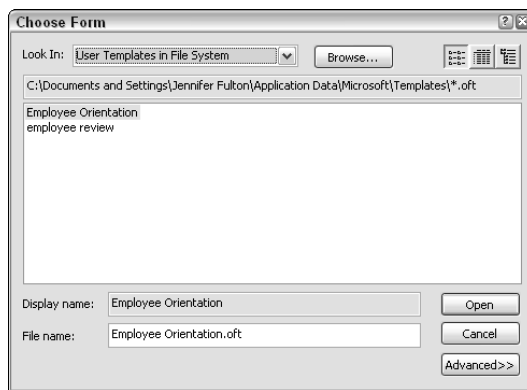 Choose Form
Look In: User Templates in File System Browse...
C:\Documents and Settings\Jennifer Fulton\Application Data\Microsoft\Templates\*.oft
Employee Orientation
employee review
Display name: Employee Orientation Open
File name: Employee Orientation.oft Cancel
Advanced>>